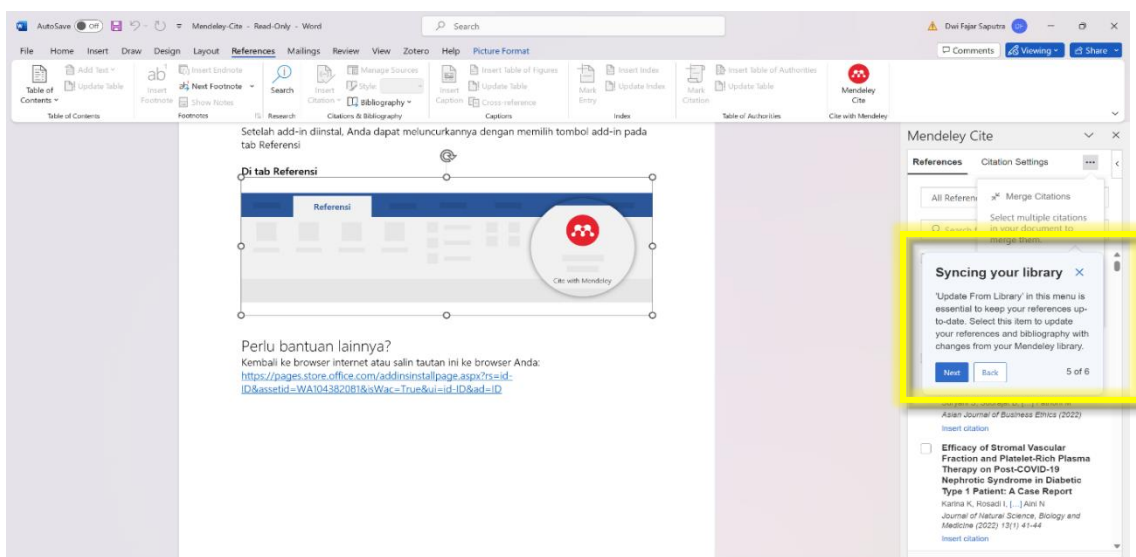 AutoSave Off Mendeley-Cite - Read-Only - Word Search Dwi Fajar Saputra
File Home Insert Draw Design Layout References Mailings Review View Zotero Help Picture Format Comments Viewing Share
Table of Contents
Add Text
Update Table
Table of Contents
ab
Insert Footnote
Insert Endnote
Next Footnote
Show Notes
Footnotes
Search
Research
Insert Citation
Manage Sources
Style:
Bibliography
Citations & Bibliography
Insert Caption
Insert Table of Figures
Update Table
Cross-reference
Captions
Mark Entry
Insert Index
Update Index
Index
Mark Citation
Insert Table of Authorities
Update Table
Table of Authorities
Mendeley Cite
Cite with Mendeley
Setelah add-in diinstal, Anda dapat meluncurkannya dengan memilih tombol add-in pada
tab Referensi
Di tab Referensi
Referensi
Cite with Mendeley
Perlu bantuan lainnya?
Kembali ke browser internet atau salin tautan ini ke browser Anda:
https://pages.store.office.com/addinsinstallpage.aspx?rs=id-
ID&assetid=WA104382081&isWac=True&ui=id-ID&ad=ID
Mendeley Cite
References Citation Settings
All Referen
Merge Citations
Select multiple citations
in your document to
merge them.
Search
Syncing your library
'Update From Library' in this menu is
essential to keep your references up-
to-date. Select this item to update
your references and bibliography with
changes from your Mendeley library.
Next Back 5 of 6
Asian Journal of Business Ethics (2022)
Insert citation
Efficacy of Stromal Vascular
Fraction and Platelet-Rich Plasma
Therapy on Post-COVID-19
Nephrotic Syndrome in Diabetic
Type 1 Patient: A Case Report
Karina K, Rosadi I, [...] Aini N
Journal of Natural Science, Biology and
Medicine (2022) 13(1) 41-44
Insert citation